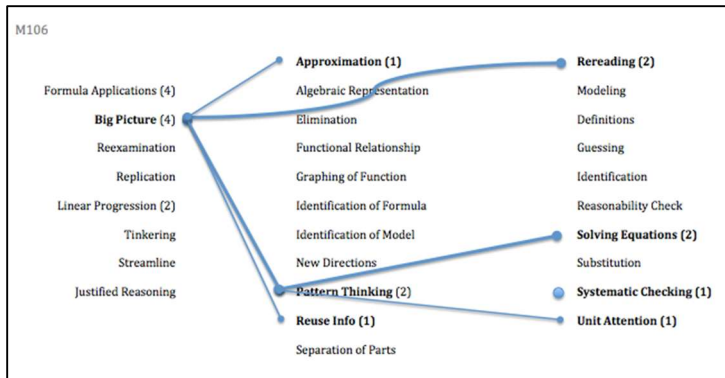 M106
Formula Applications (4)
Big Picture (4)
Reexamination
Replication
Linear Progression (2)
Tinkering
Streamline
Justified Reasoning
Approximation (1)
Algebraic Representation
Elimination
Functional Relationship
Graphing of Function
Identification of Formula
Identification of Model
New Directions
Pattern Thinking (2)
Reuse Info (1)
Separation of Parts
Rereading (2)
Modeling
Definitions
Guessing
Identification
Reasonability Check
Solving Equations (2)
Substitution
Systematic Checking (1)
Unit Attention (1)